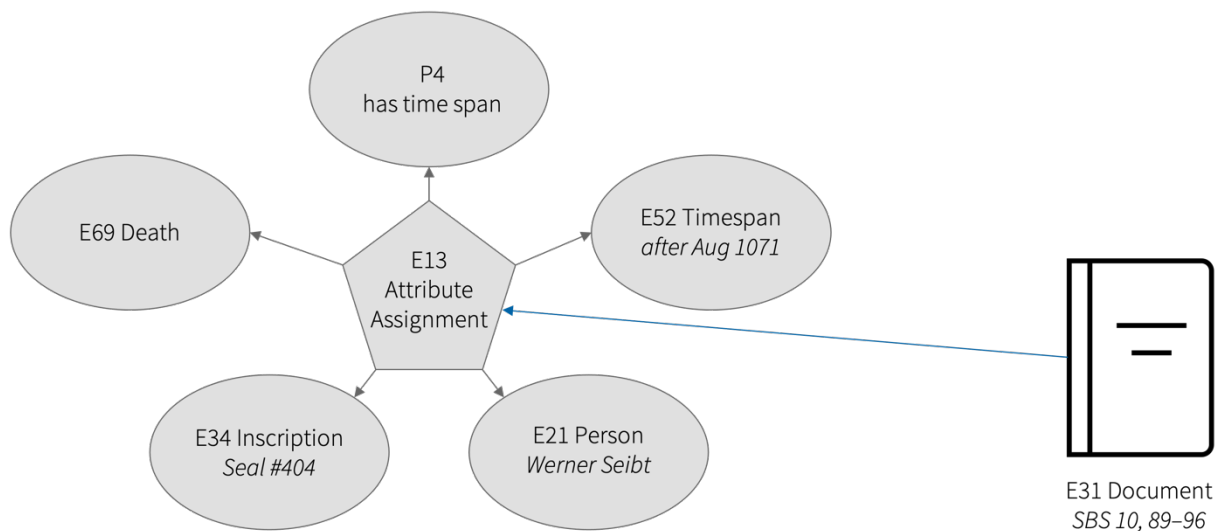 P4
has time span
E69 Death
E52 Timespan
after Aug 1071
E13
Attribute
Assignment
E34 Inscription
Seal #404
E21 Person
Werner Seibt
E31 Document
SBS 10, 89–96